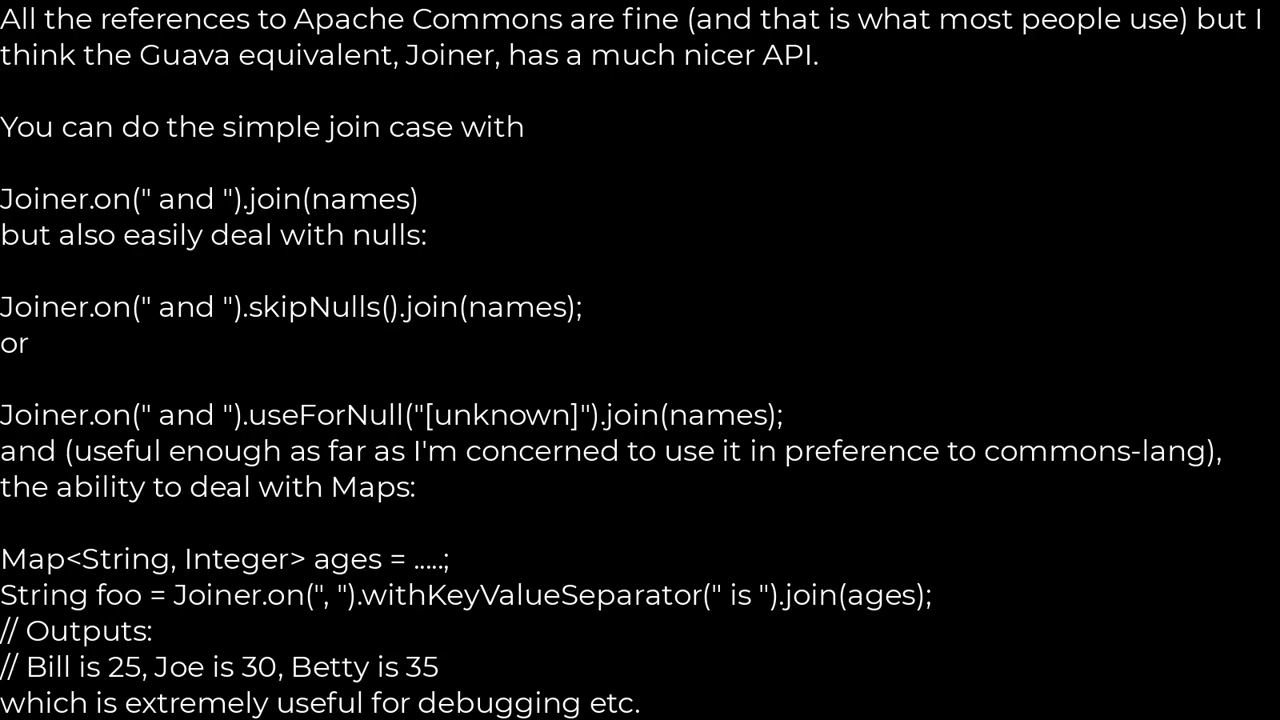 All the references to Apache Commons are fine (and that is what most people use) but I
think the Guava equivalent, Joiner, has a much nicer API.
You can do the simple join case with
Joiner.on(" and ").join(names)
but also easily deal with nulls:
Joiner.on(" and ").skipNulls().join(names);
or
Joiner.on(" and ").useForNull("[unknown]").join(names);
and (useful enough as far as I'm concerned to use it in preference to commons-lang),
the ability to deal with Maps:
Map<String, Integer> ages = .....;
String foo = Joiner.on(", ").withKeyValueSeparator(" is ").join(ages);
// Outputs:
// Bill is 25, Joe is 30, Betty is 35
which is extremely useful for debugging etc.